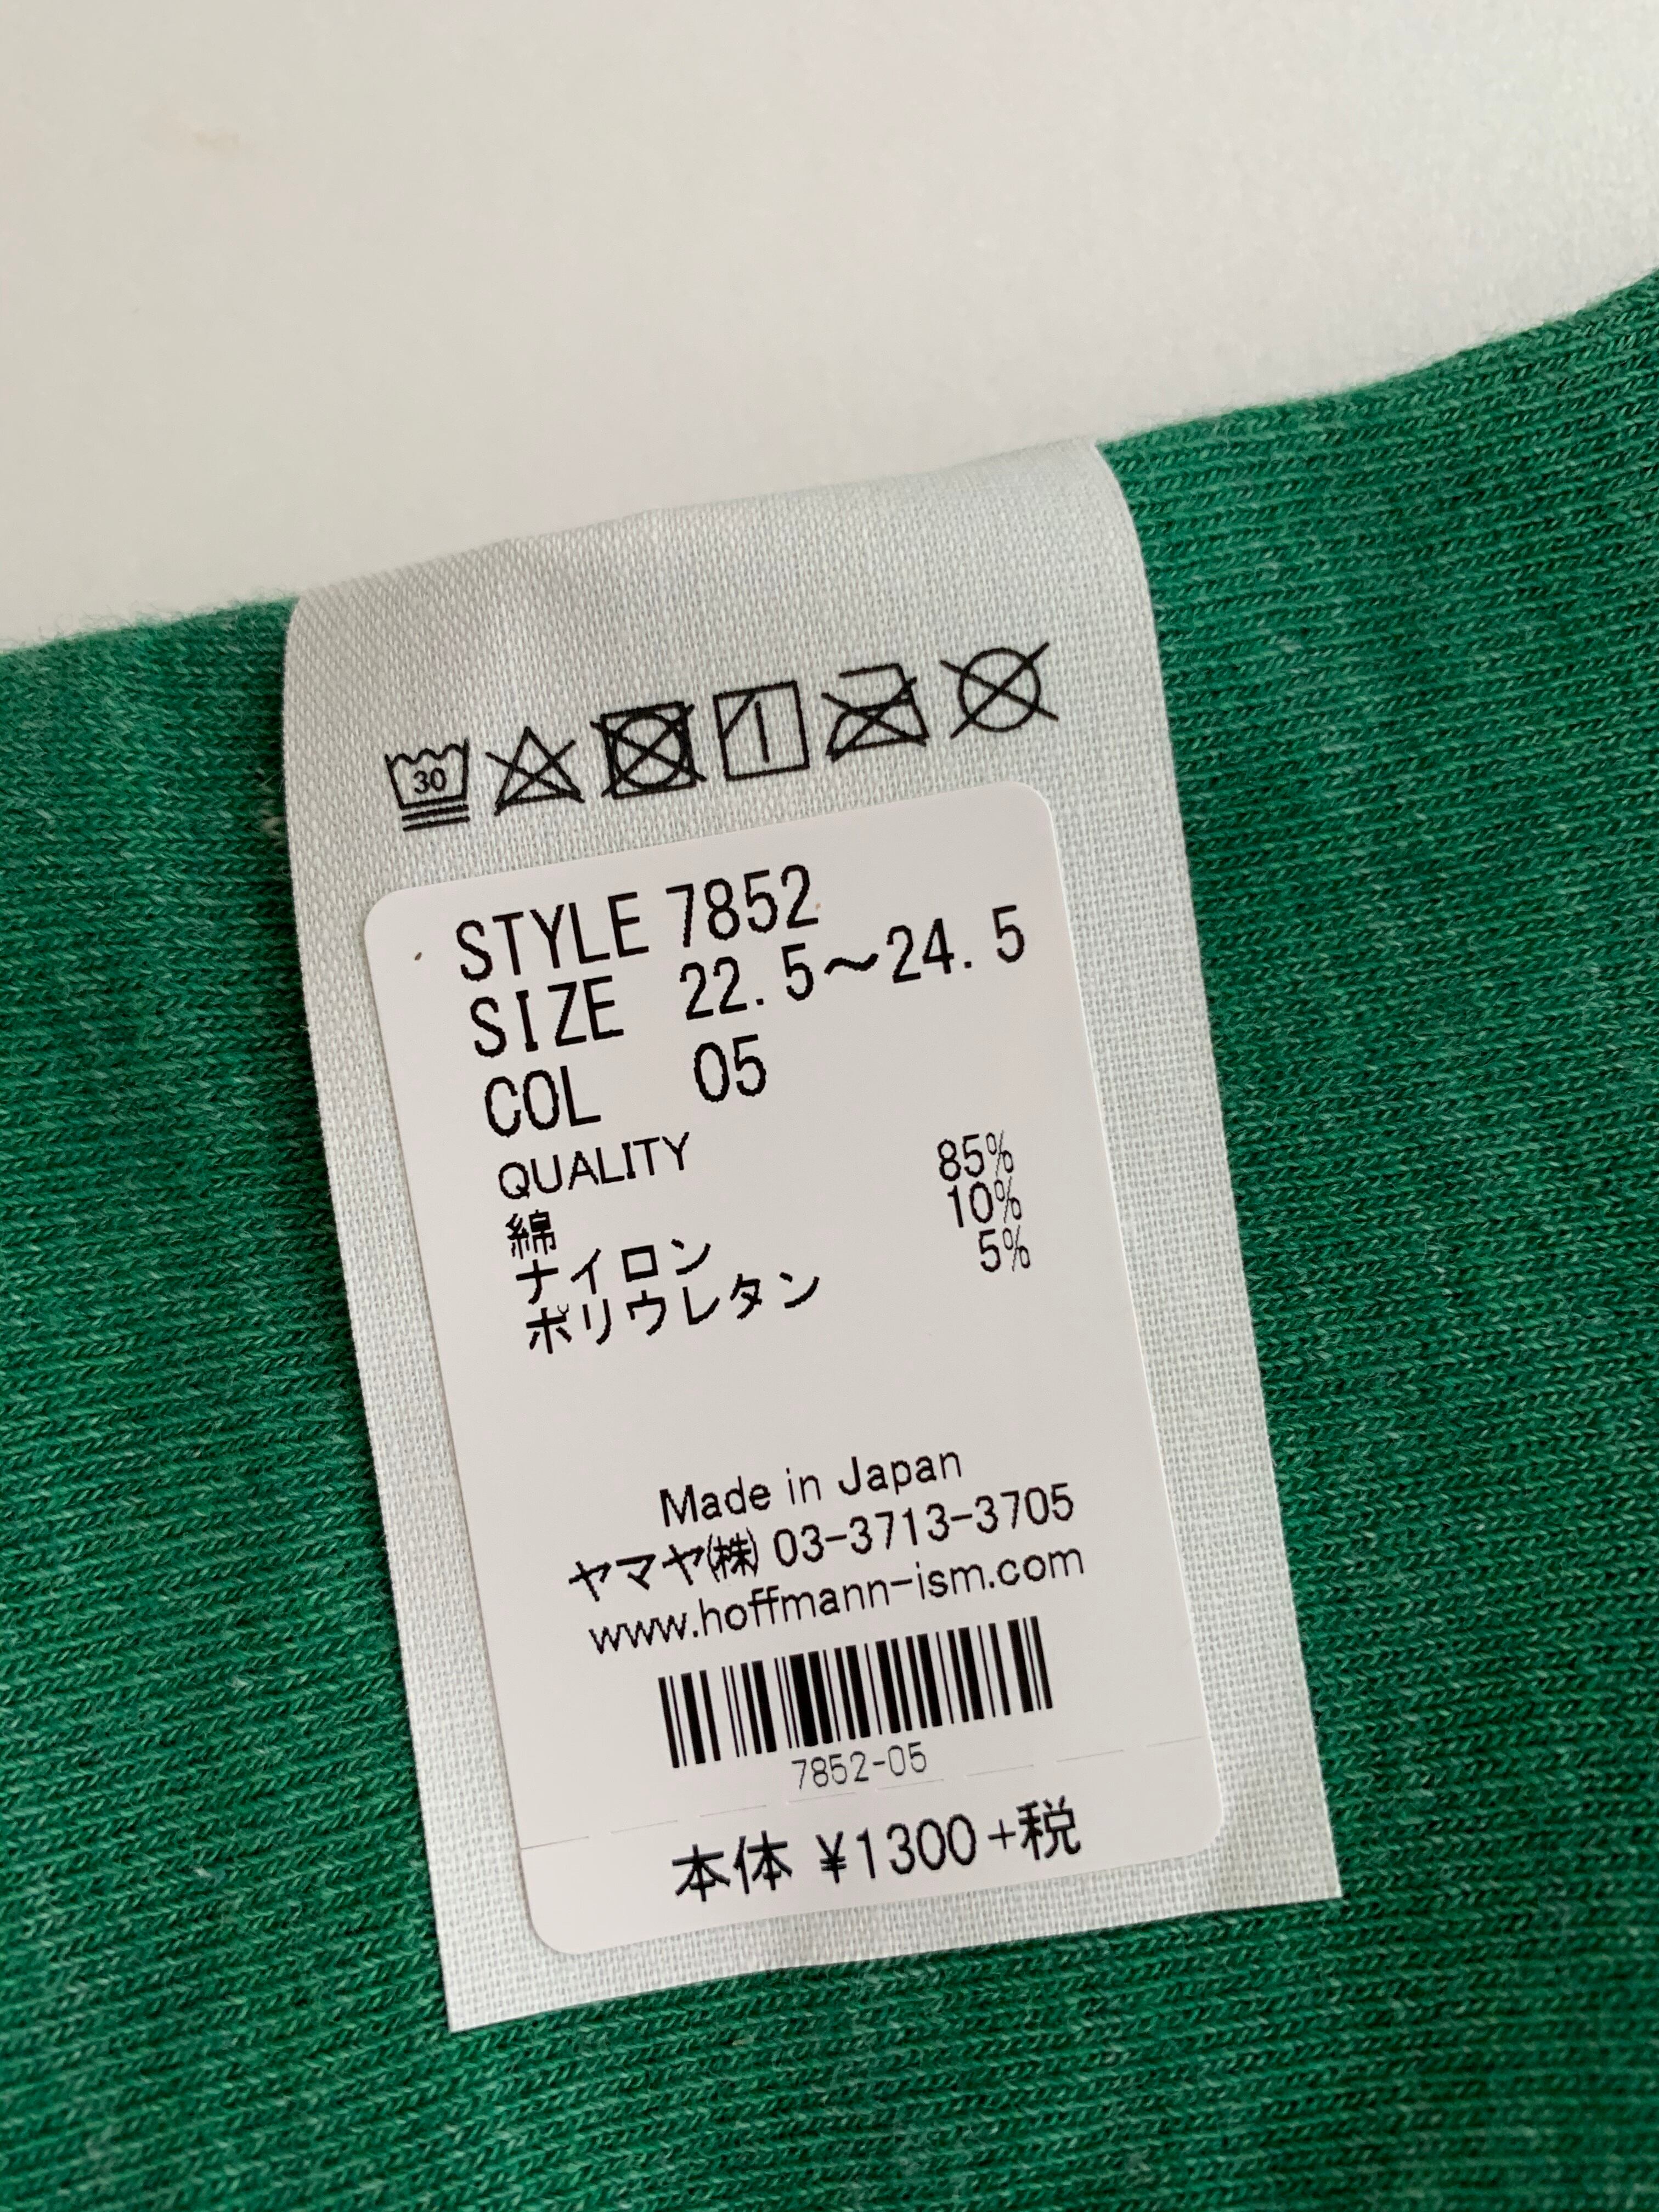 30
STYLE 7852
SIZE 22.5～24.5
COL 05
QUALITY
綿 85%
ナイロン 10%
ポリウレタン 5%
Made in Japan
ヤマヤ㈱ 03-3713-3705
www.hoffmann-ism.com
7852-05
本体 ¥1300+税